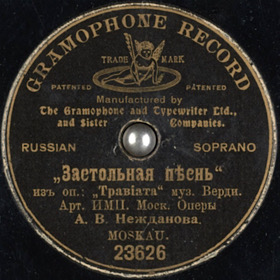 GRAMOPHONE RECORD
TRADE MARK
PATENTED PATENTED
Manufactured by
The Gramophone and Typewriter Ltd.,
and Sister Companies.
RUSSIAN SOPRANO
„Застольная пѣснь“
изъ оп.: „Травіата“ муз. Верди.
Арт. ИМП. Моск. Оперы
А. В. Нежданова.
MOSKAU.
23626